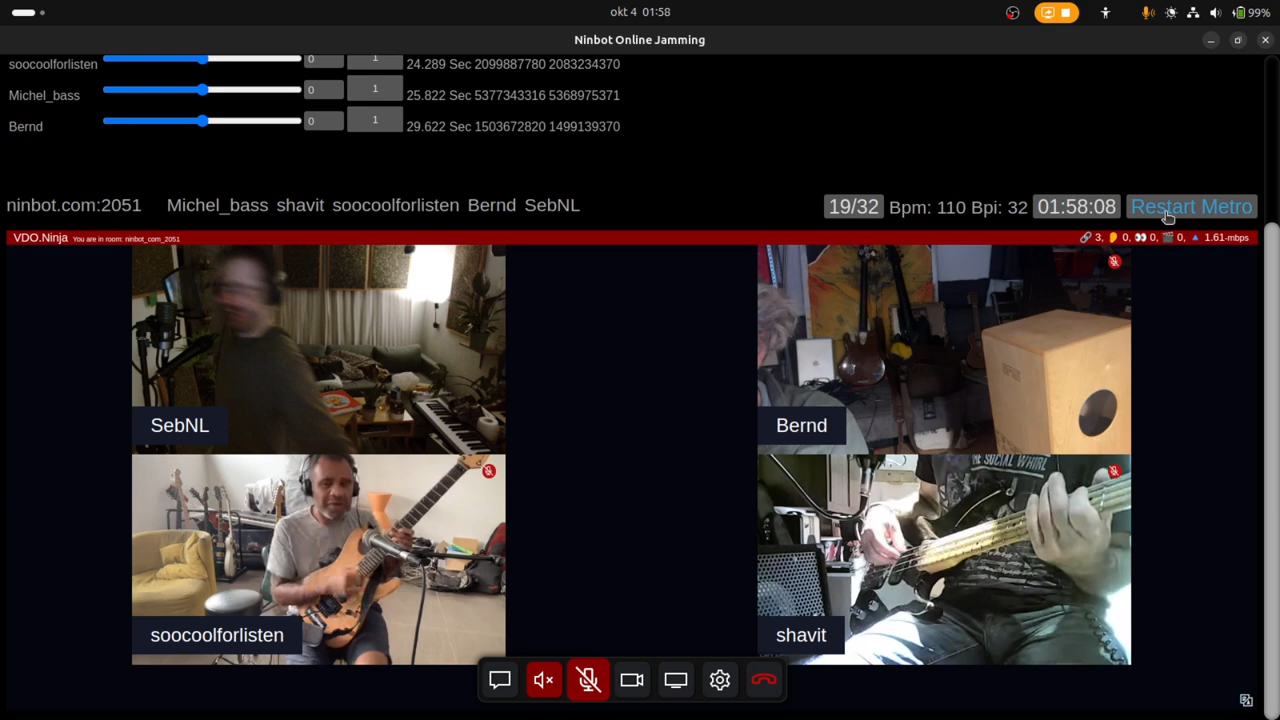 okt 4 01:58
99%
Ninbot Online Jamming
soocoolforlisten 0 1 24.289 Sec 2099887780 2083234370
Michel_bass 0 1 25.822 Sec 5377343316 5368975371
Bernd 0 1 29.622 Sec 1503672820 1499139370
ninbot.com:2051 Michel_bass shavit soocoolforlisten Bernd SebNL 19/32 Bpm: 110 Bpi: 32 01:58:08 Restart Metro
VDO.Ninja You are in room: ninbot_com_2051 3, 0, 0, 0, 1.61-mbps
SebNL
Bernd
THE SOCIAL WHIRL
soocoolforlisten
shavit